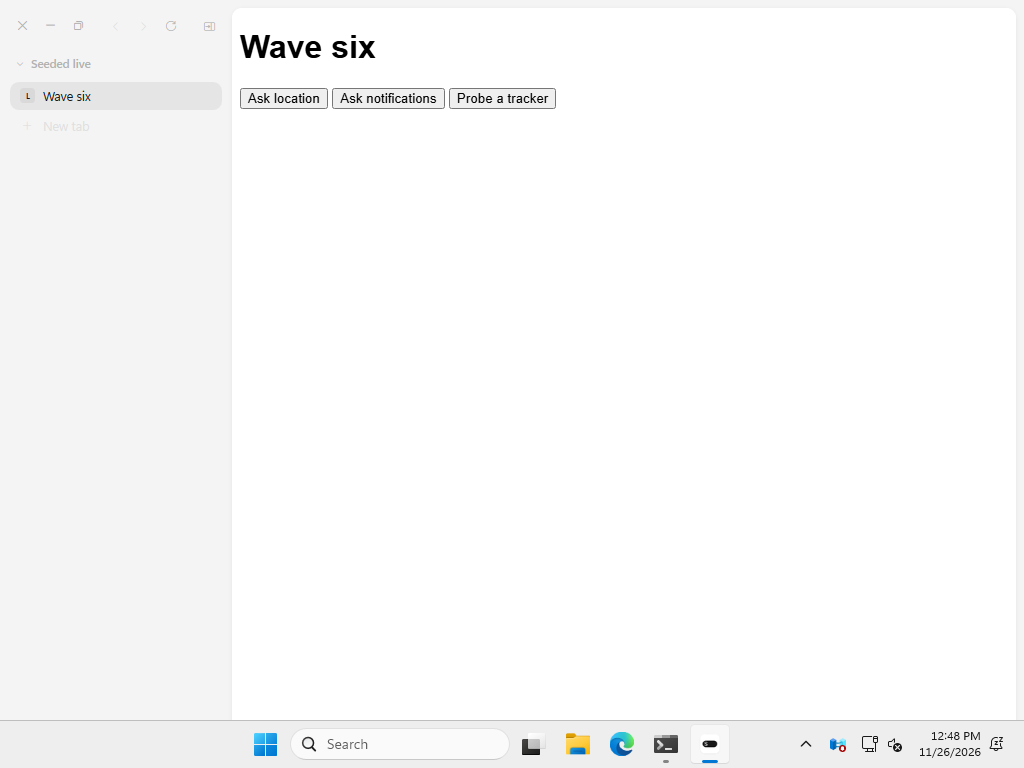 Seeded live
L Wave six
New tab
Wave six
Ask location Ask notifications Probe a tracker
Search
12:48 PM
11/26/2026